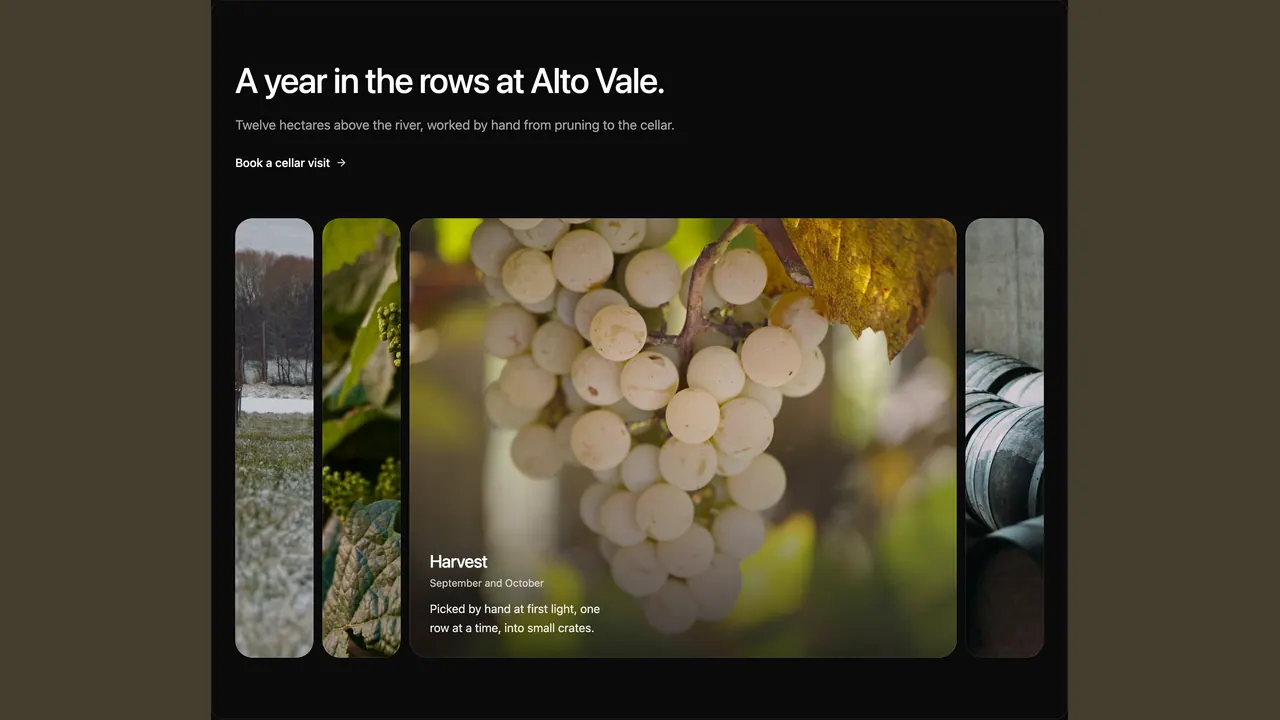 A year in the rows at Alto Vale.
Twelve hectares above the river, worked by hand from pruning to the cellar.
Book a cellar visit →
Harvest
September and October
Picked by hand at first light, one
row at a time, into small crates.